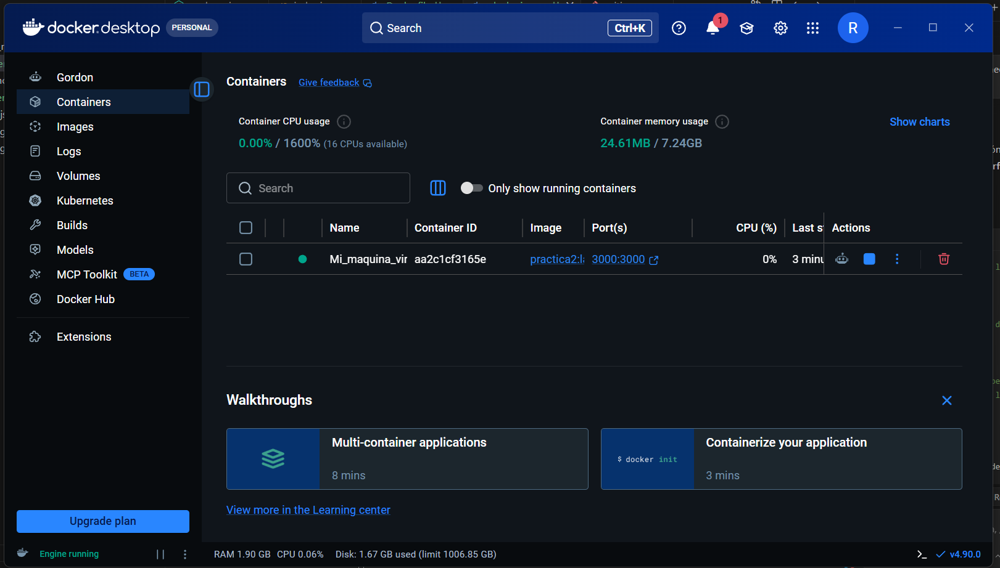 docker.desktop PERSONAL Search Ctrl+K 1 R
Gordon
Containers
Images
Logs
Volumes
Kubernetes
Builds
Models
MCP Toolkit BETA
Docker Hub
Extensions
Upgrade plan
Containers Give feedback
Container CPU usage
0.00% / 1600% (16 CPUs available)
Container memory usage
24.61MB / 7.24GB
Show charts
Search
Only show running containers
Name Container ID Image Port(s) CPU (%) Last s Actions
Mi_maquina_vir aa2c1cf3165e practica2:l 3000:3000 0% 3 minu
Walkthroughs
Multi-container applications
8 mins
$ docker init
Containerize your application
3 mins
View more in the Learning center
Engine running RAM 1.90 GB CPU 0.06% Disk: 1.67 GB used (limit 1006.85 GB) v4.90.0